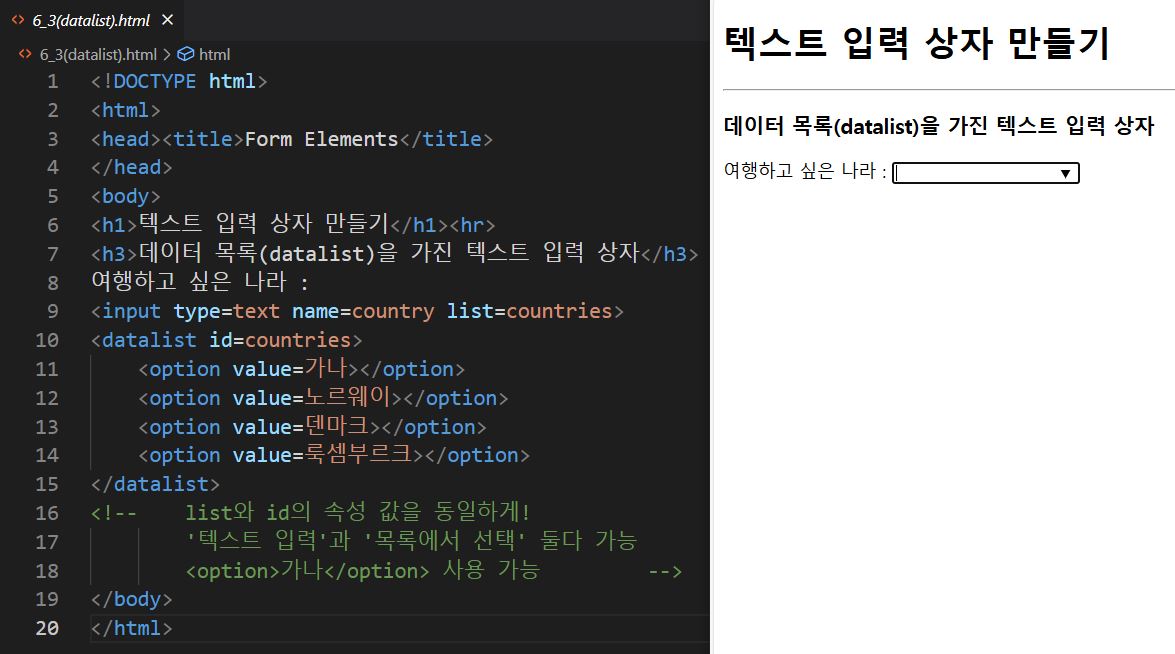 6_3(datalist).html
6_3(datalist).html > html
1 <!DOCTYPE html>
2 <html>
3 <head><title>Form Elements</title>
4 </head>
5 <body>
6 <h1>텍스트 입력 상자 만들기</h1><hr>
7 <h3>데이터 목록(datalist)을 가진 텍스트 입력 상자</h3>
8 여행하고 싶은 나라 :
9 <input type=text name=country list=countries>
10 <datalist id=countries>
11     <option value=가나></option>
12     <option value=노르웨이></option>
13     <option value=덴마크></option>
14     <option value=룩셈부르크></option>
15 </datalist>
16 <!--    list와 id의 속성 값을 동일하게!
17         '텍스트 입력'과 '목록에서 선택' 둘다 가능
18         <option>가나</option> 사용 가능         -->
19 </body>
20 </html>
텍스트 입력 상자 만들기
데이터 목록(datalist)을 가진 텍스트 입력 상자
여행하고 싶은 나라 :